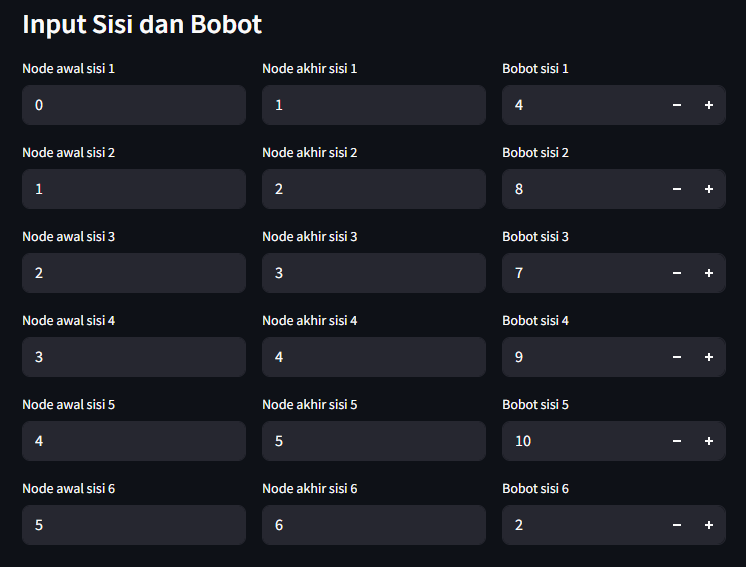 Input Sisi dan Bobot
Node awal sisi 1 Node akhir sisi 1 Bobot sisi 1
0 1 4 − +
Node awal sisi 2 Node akhir sisi 2 Bobot sisi 2
1 2 8 − +
Node awal sisi 3 Node akhir sisi 3 Bobot sisi 3
2 3 7 − +
Node awal sisi 4 Node akhir sisi 4 Bobot sisi 4
3 4 9 − +
Node awal sisi 5 Node akhir sisi 5 Bobot sisi 5
4 5 10 − +
Node awal sisi 6 Node akhir sisi 6 Bobot sisi 6
5 6 2 − +